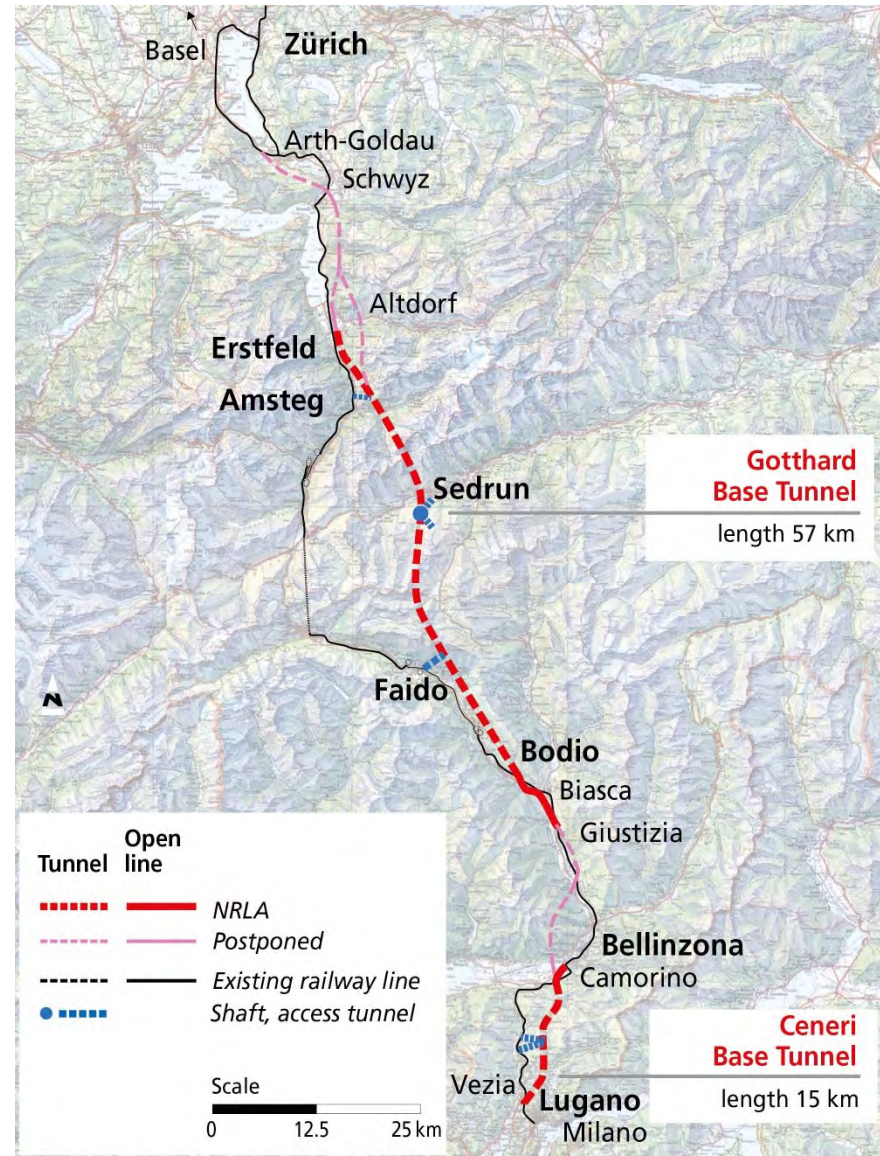 Basel
Zürich
Arth-Goldau
Schwyz
Altdorf
Erstfeld
Amsteg
Sedrun
Gotthard
Base Tunnel
length 57 km
N
Faido
Bodio
Biasca
Giustizia
Bellinzona
Camorino
Ceneri
Base Tunnel
length 15 km
Vezia
Lugano
Milano
Tunnel Open line
NRLA
Postponed
Existing railway line
Shaft, access tunnel
Scale
0 12.5 25 km